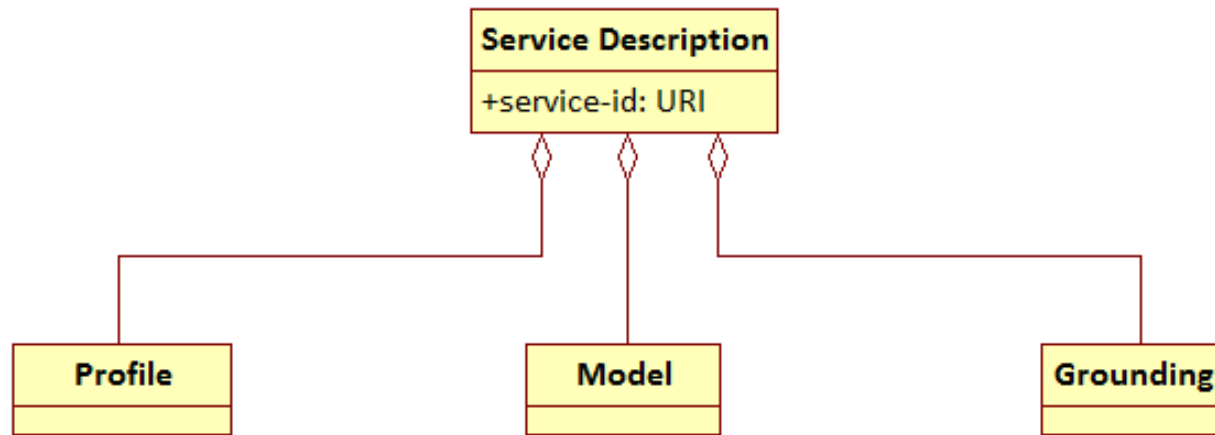 Service Description
+service-id: URI
Profile
Model
Grounding